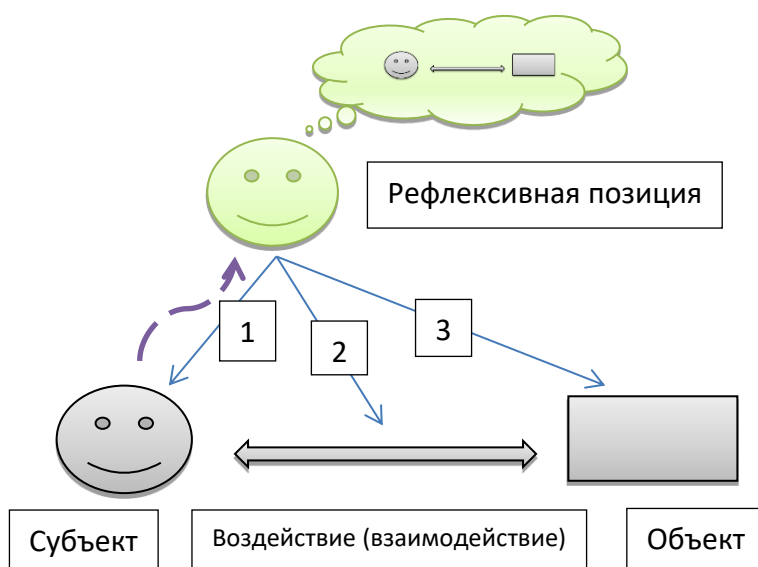 Рефлексивная позиция
1
2
3
Субъект
Воздействие (взаимодействие)
Объект